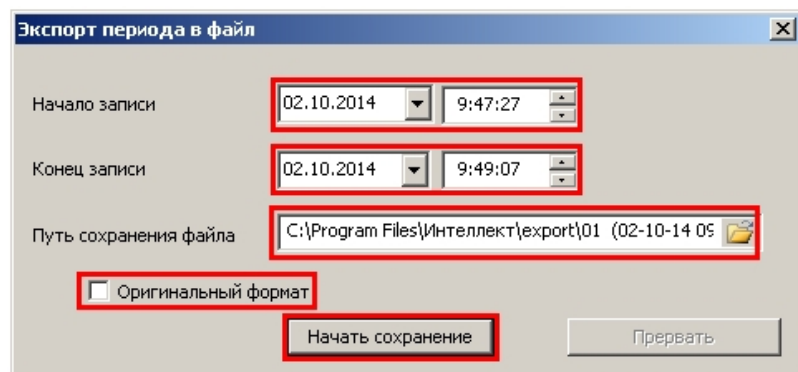 Экспорт периода в файл
Начало записи 02.10.2014 9:47:27
Конец записи 02.10.2014 9:49:07
Путь сохранения файла C:\Program Files\Интеллект\export\01 (02-10-14 09
Оригинальный формат
Начать сохранение Прервать